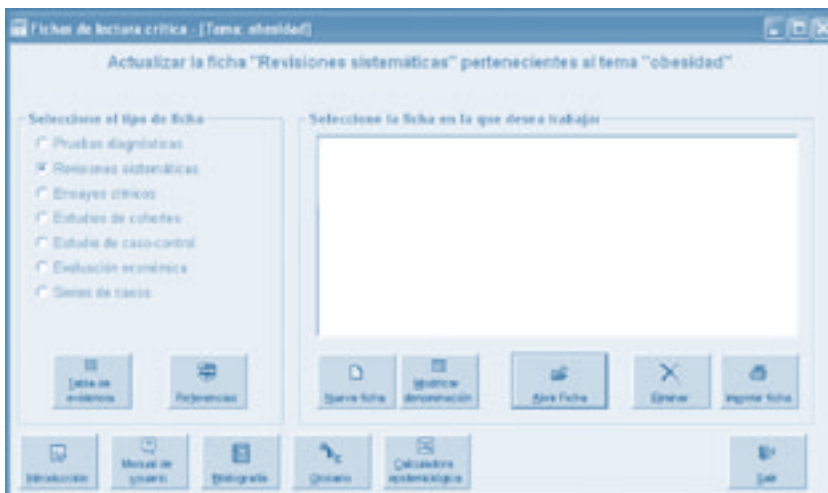 Fichas de lectura crítica - [Tema: obesidad]
Actualizar la ficha "Revisiones sistemáticas" pertenecientes al tema "obesidad"
Seleccione el tipo de ficha
Pruebas diagnósticas
Revisiones sistemáticas
Ensayos clínicos
Estudios de cohertes
Estudio de caso-control
Evaluación económica
Series de casos
Tabla de
evidencia
Referencias
Seleccione la ficha en la que desea trabajar
Nueva ficha
Modificar
denominación
Abrir Ficha
Eliminar
Imprimir ficha
Introducción
Manual de
usuario
Bibliografía
Glosario
Calculadora
epidemiológica
Salir